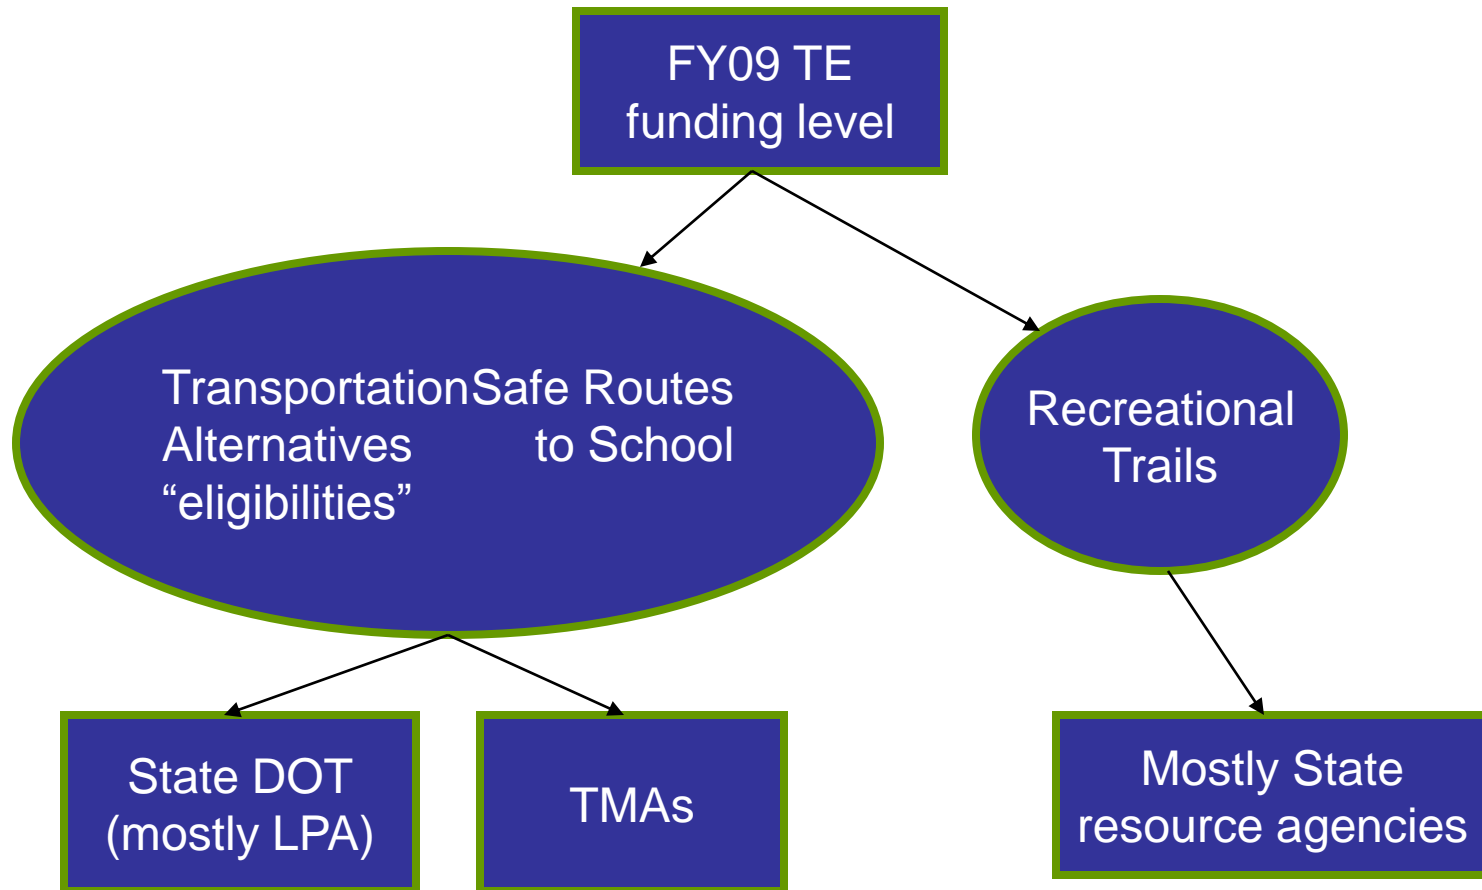 FY09 TE
funding level
TransportationSafe Routes
Alternatives to School
“eligibilities”
Recreational
Trails
State DOT
(mostly LPA)
TMAs
Mostly State
resource agencies